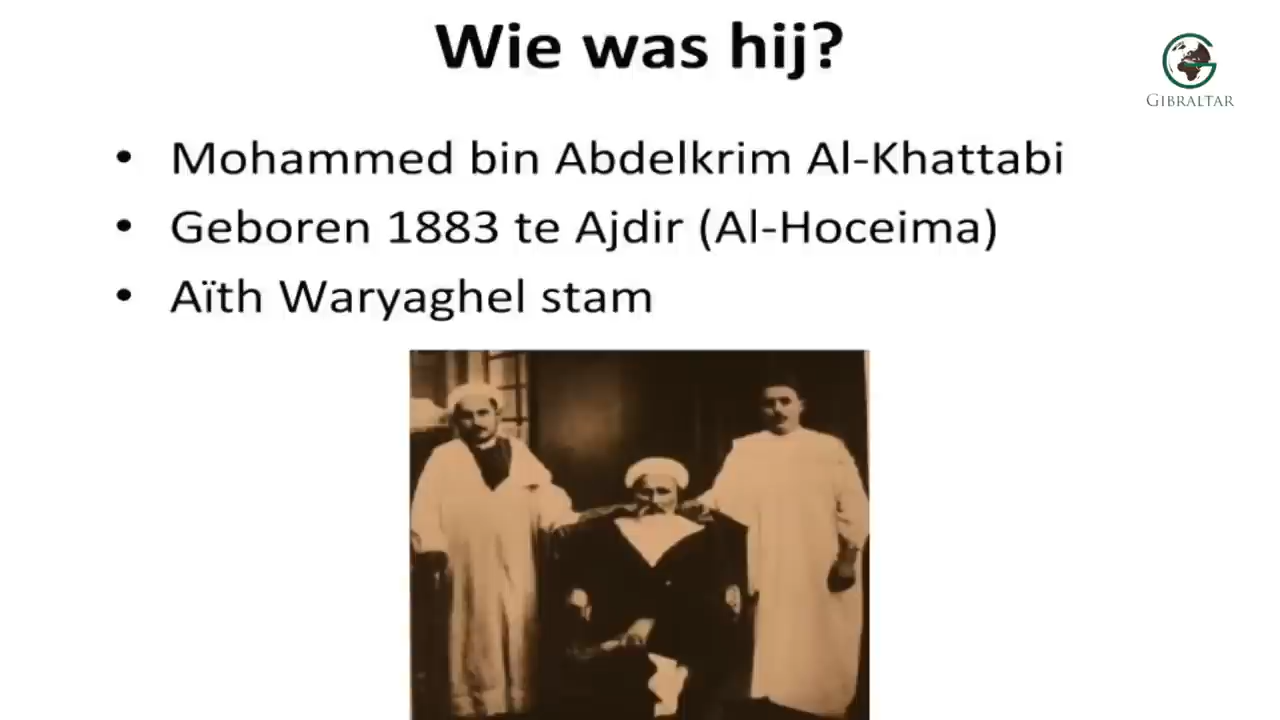 Wie was hij?
GIBRALTAR
• Mohammed bin Abdelkrim Al-Khattabi
• Geboren 1883 te Ajdir (Al-Hoceima)
• Aïth Waryaghel stam